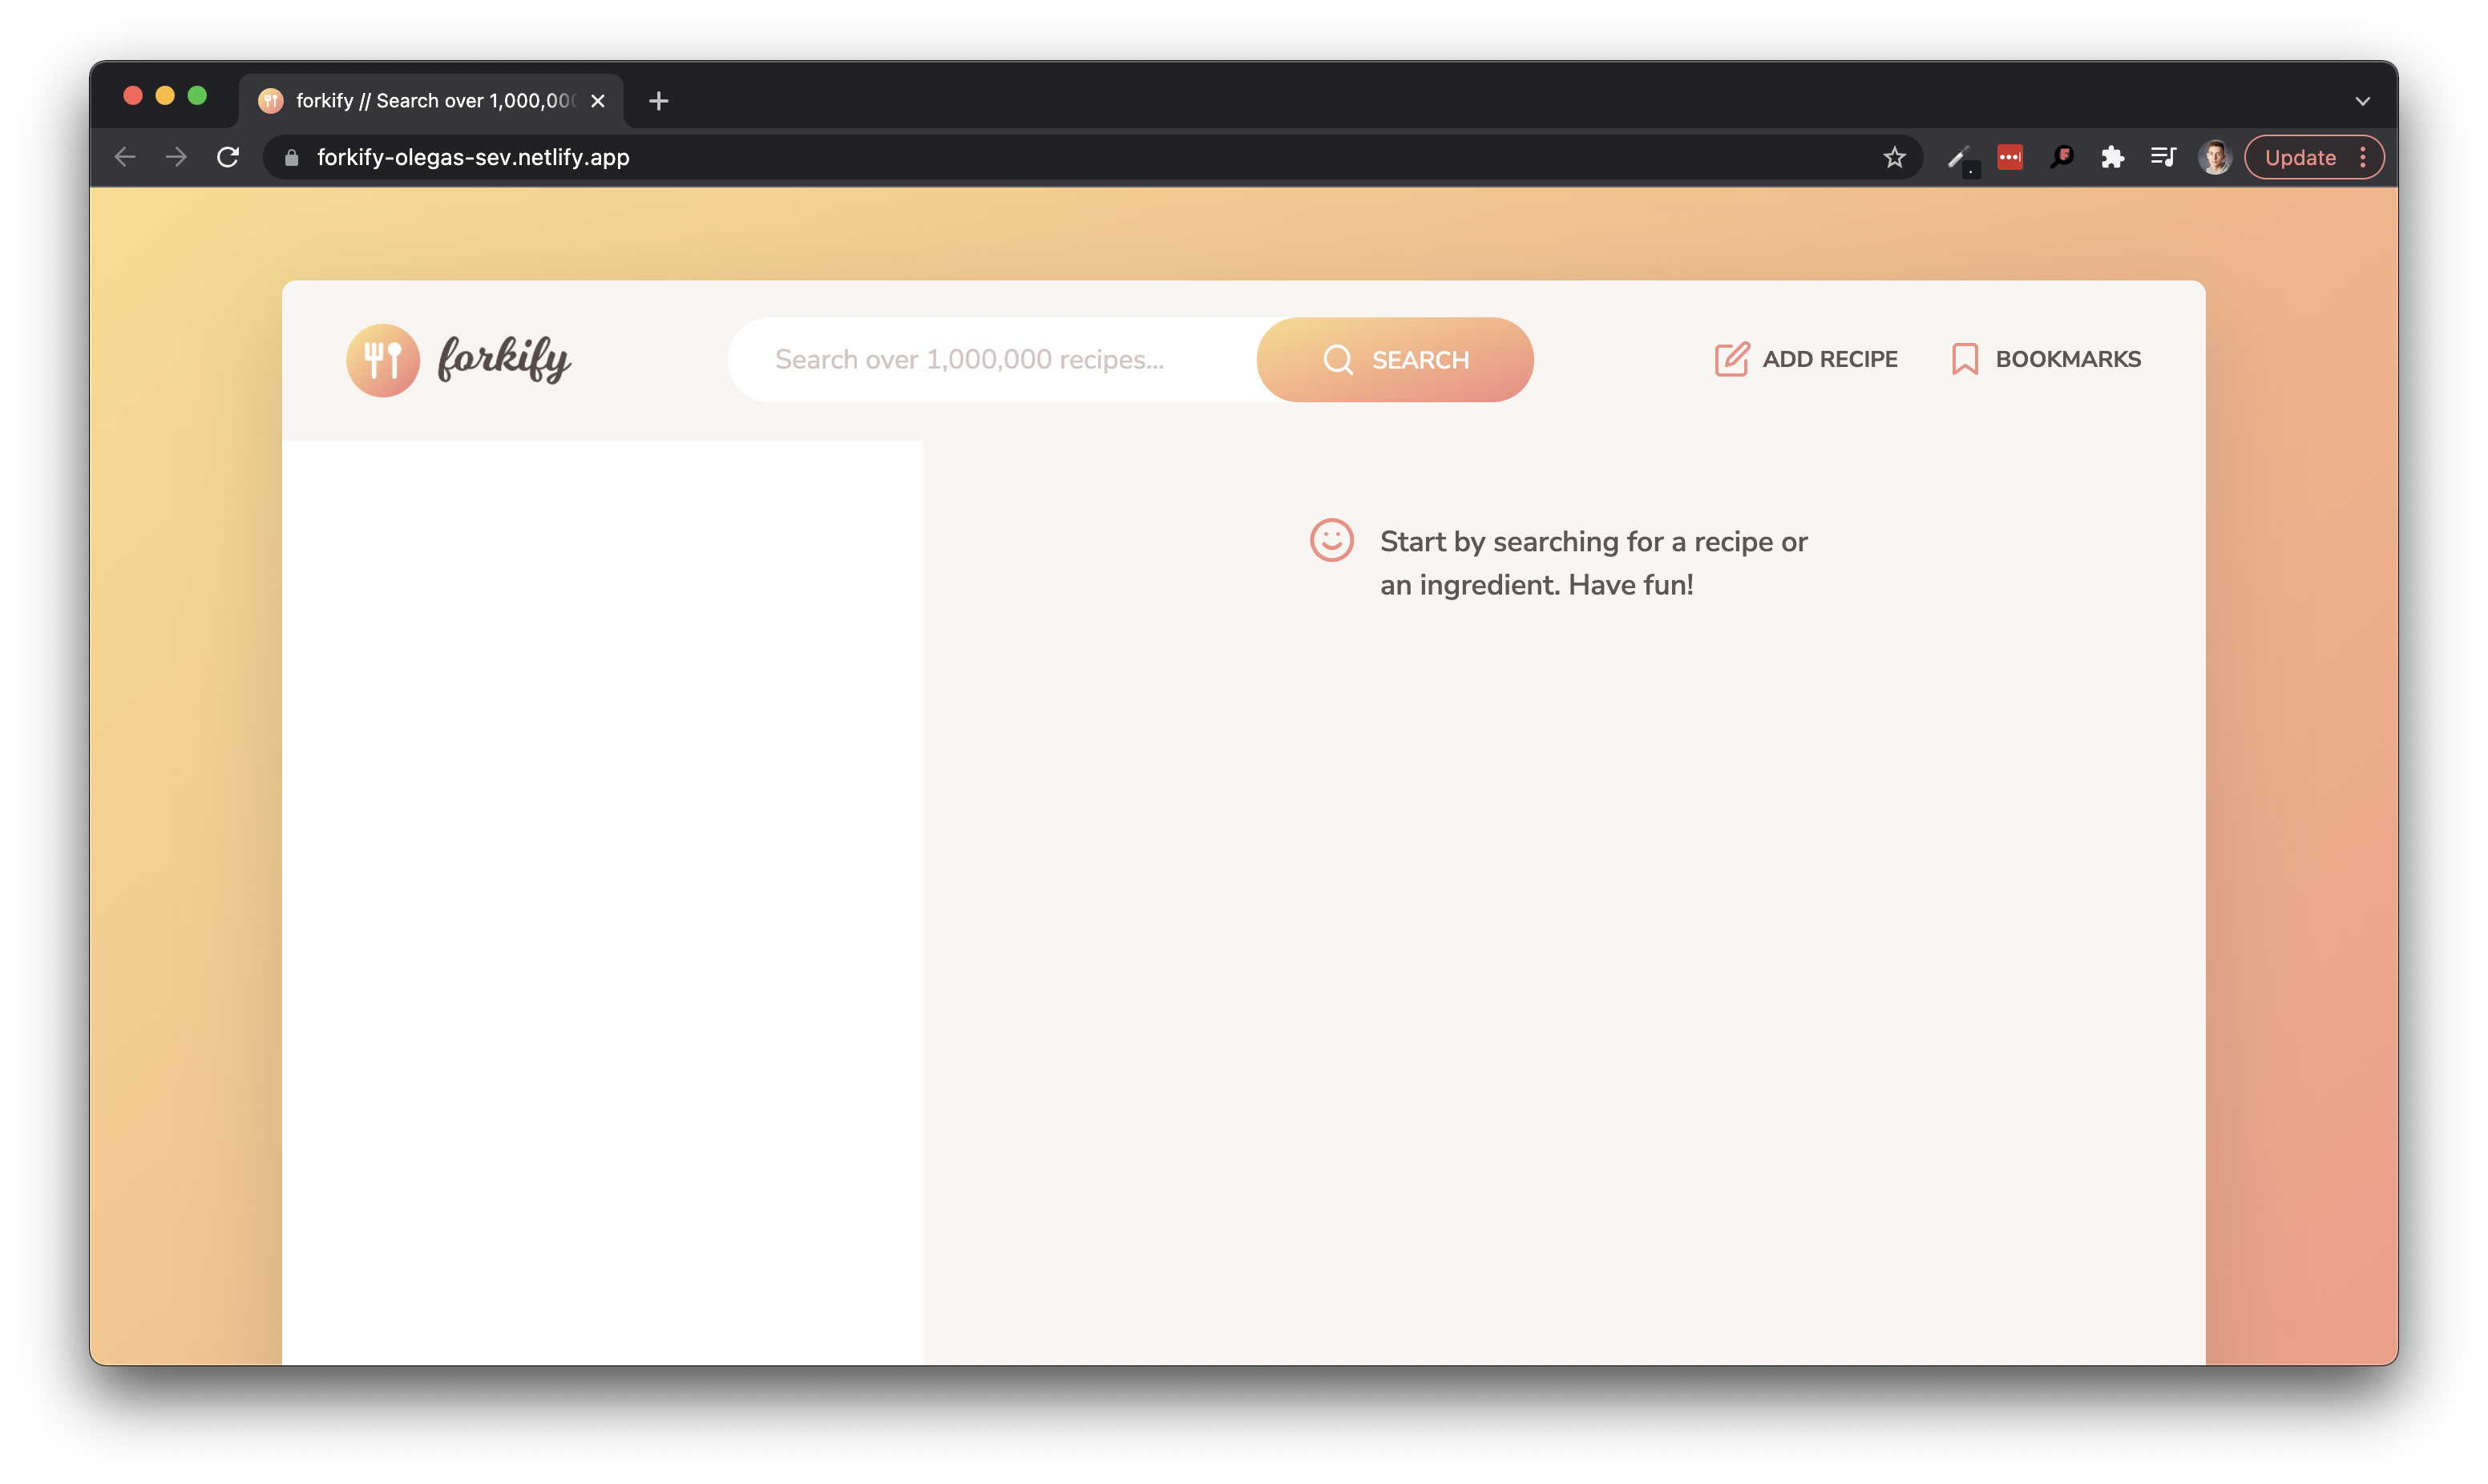 forkify // Search over 1,000,00
forkify-olegas-sev.netlify.app
Update
forkify
Search over 1,000,000 recipes...
SEARCH
ADD RECIPE
BOOKMARKS
Start by searching for a recipe or
an ingredient. Have fun!